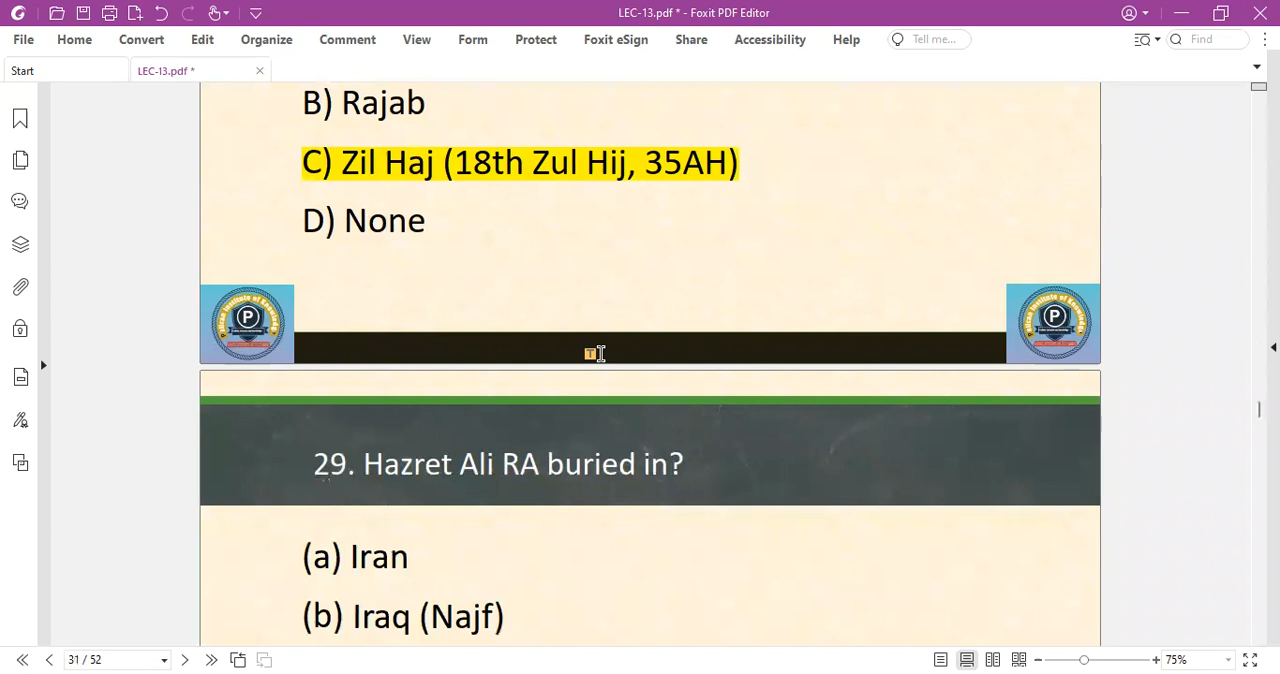 LEC-13.pdf * - Foxit PDF Editor
File Home Convert Edit Organize Comment View Form Protect Foxit eSign Share Accessibility Help Tell me... Find
Start LEC-13.pdf *
B) Rajab
C) Zil Haj (18th Zul Hij, 35AH)
D) None
P P
29. Hazret Ali RA buried in?
(a) Iran
(b) Iraq (Najf)
31 / 52 75%